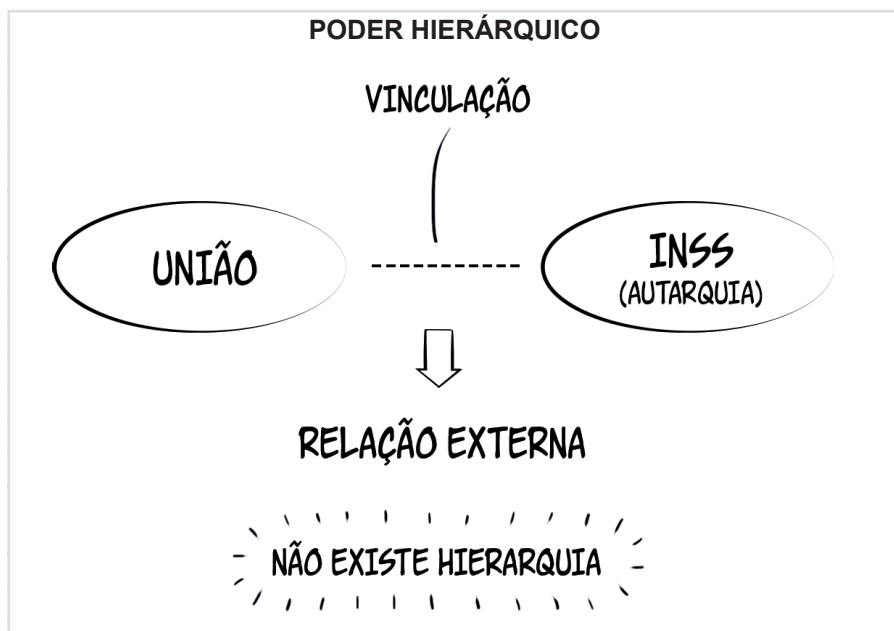 PODER HIERÁRQUICO
VINCULAÇÃO
UNIÃO
INSS
(AUTARQUIA)
RELAÇÃO EXTERNA
NÃO EXISTE HIERARQUIA